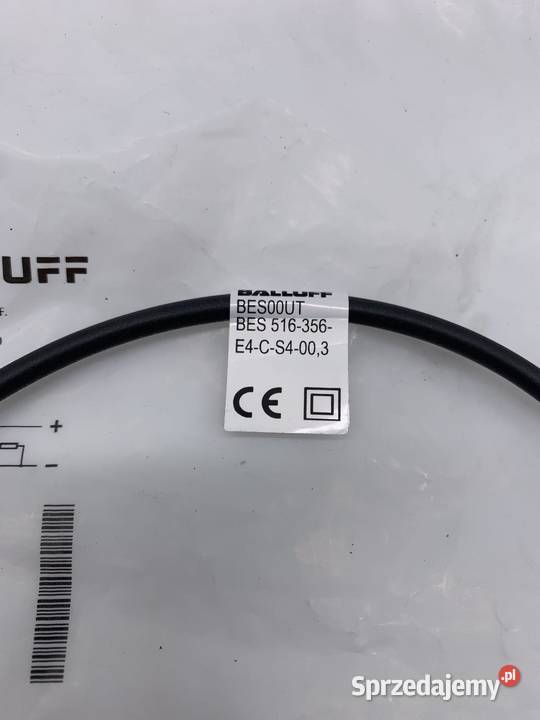 UFF
F.
BALLUFF
BES00UT
BES 516-356-
E4-C-S4-00,3
CE
+
−
Sprzedajemy.pl